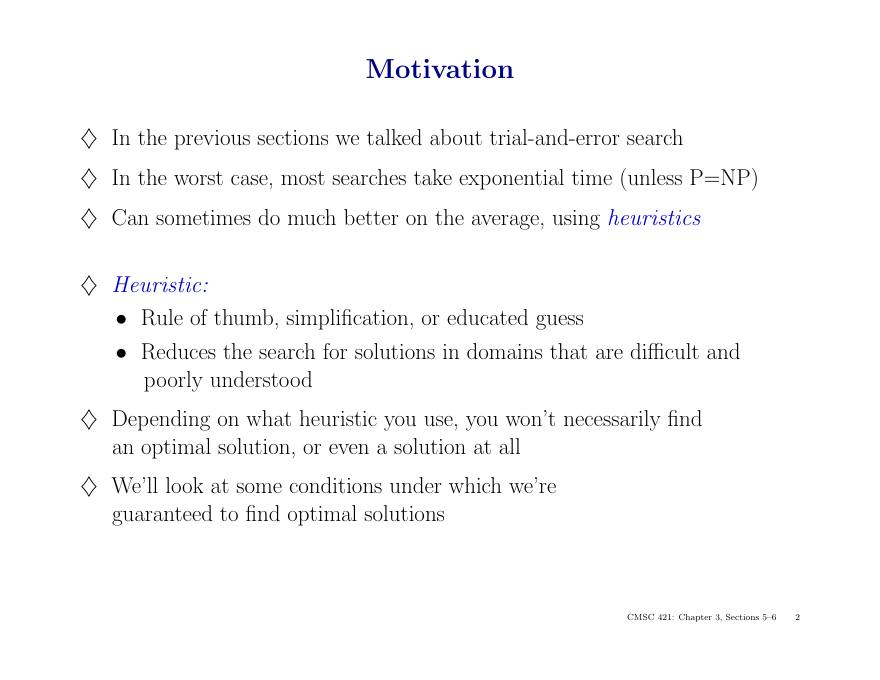 Motivation
♢ In the previous sections we talked about trial-and-error search
♢ In the worst case, most searches take exponential time (unless P=NP)
♢ Can sometimes do much better on the average, using heuristics
♢ Heuristic:
• Rule of thumb, simplification, or educated guess
• Reduces the search for solutions in domains that are difficult and
poorly understood
♢ Depending on what heuristic you use, you won't necessarily find
an optimal solution, or even a solution at all
♢ We'll look at some conditions under which we're
guaranteed to find optimal solutions
CMSC 421: Chapter 3, Sections 5–6 2